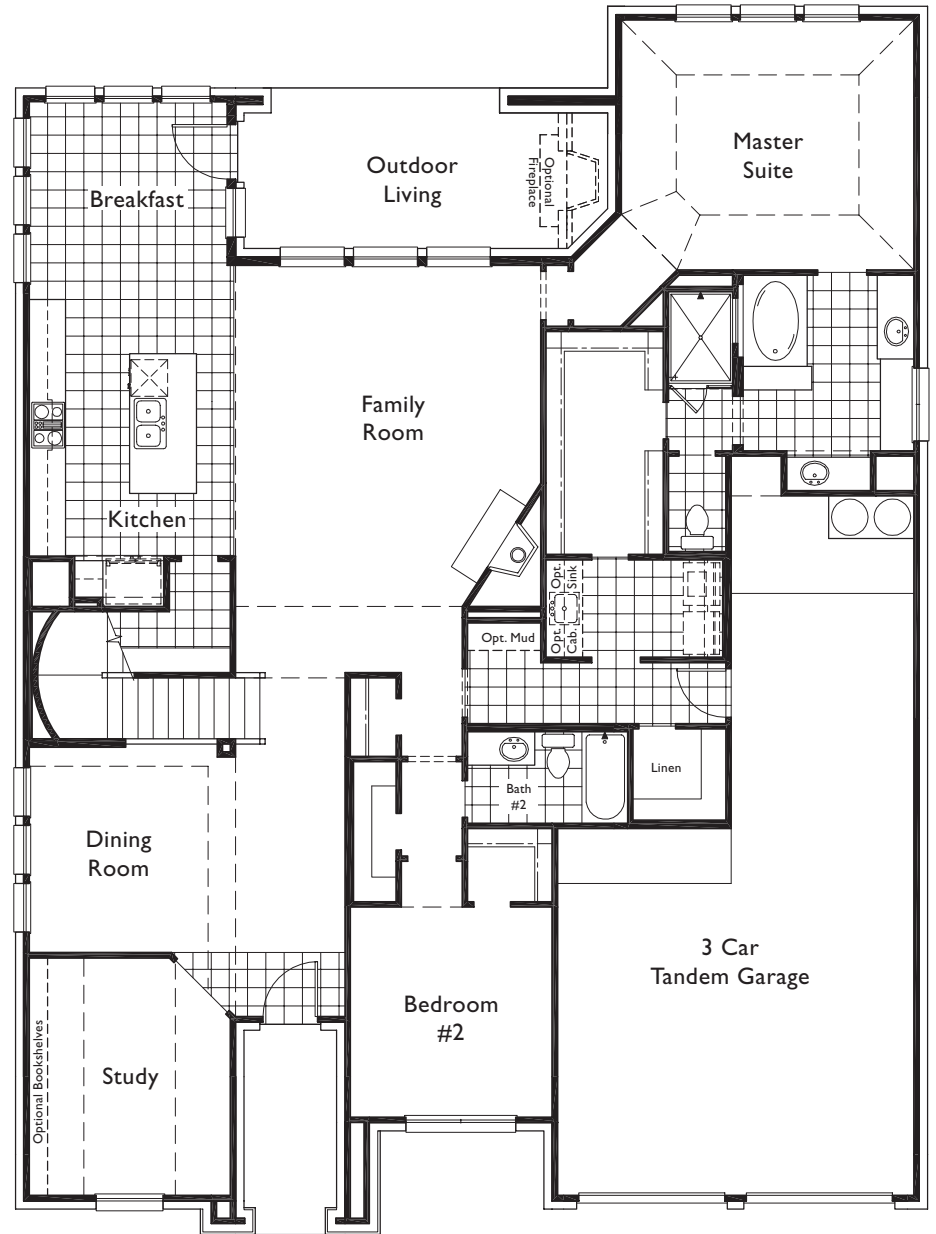 Master
Suite
Outdoor
Living
Optional
Fireplace
Breakfast
Family
Room
Kitchen
Opt.
Sink
Opt.
Cab.
Opt. Mud
Linen
Bath
#2
Dining
Room
3 Car
Tandem Garage
Bedroom
#2
Optional Bookshelves
Study